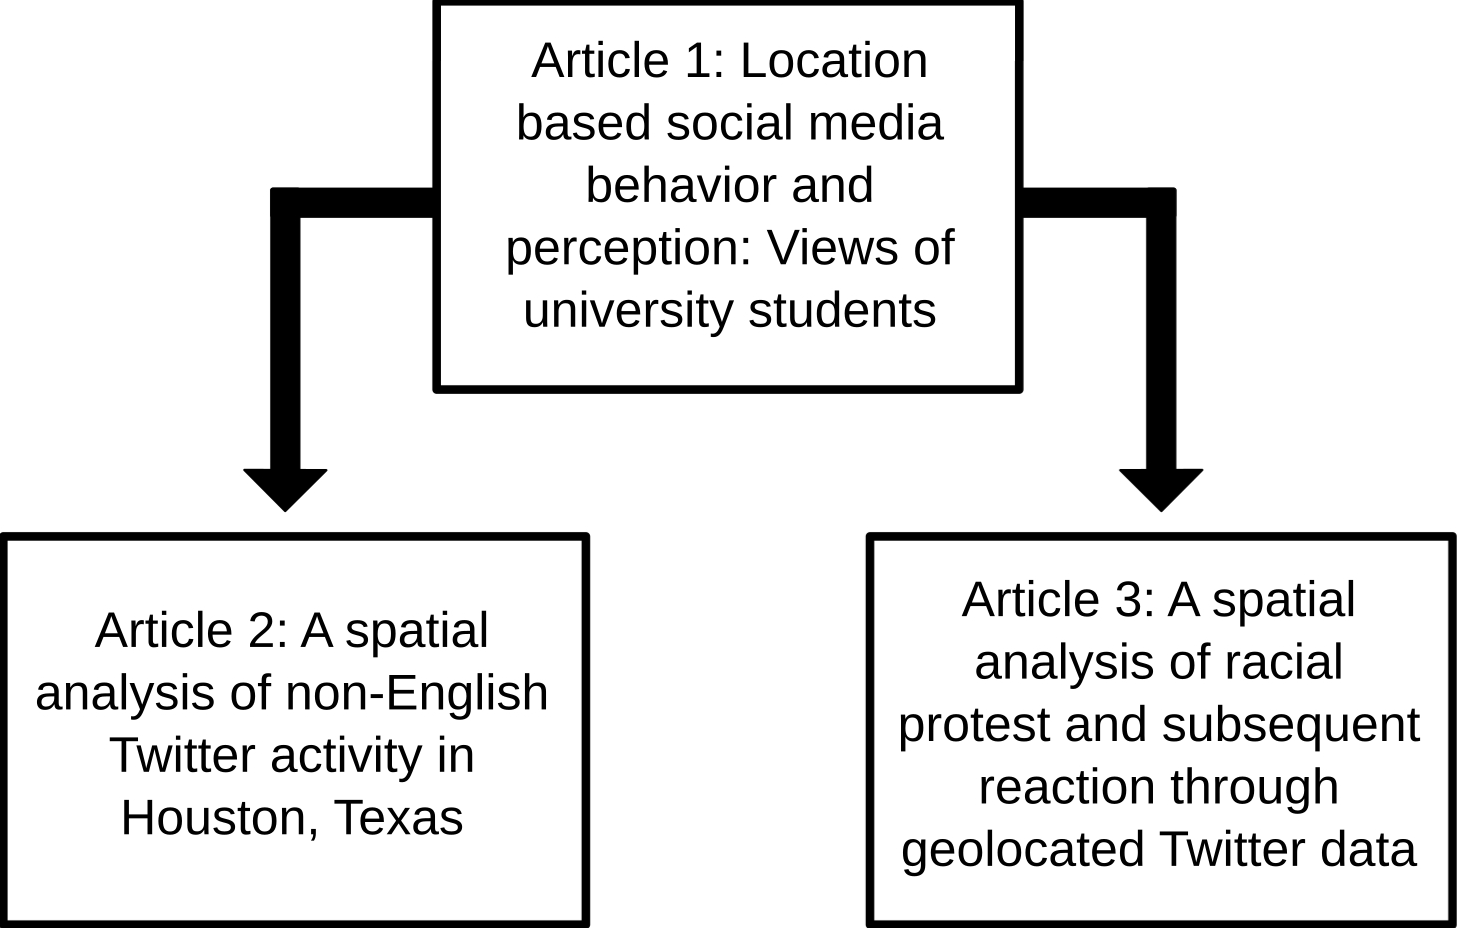 Article 1: Location
based social media
behavior and
perception: Views of
university students
Article 2: A spatial
analysis of non-English
Twitter activity in
Houston, Texas
Article 3: A spatial
analysis of racial
protest and subsequent
reaction through
geolocated Twitter data